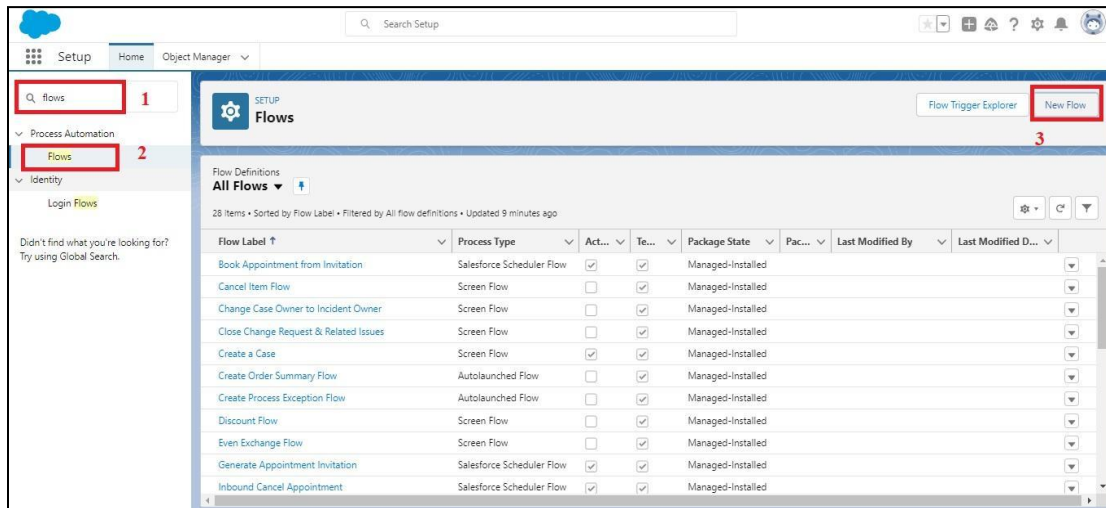 Search Setup
Setup
Home
Object Manager
flows
1
Process Automation
Flows
2
Identity
Login Flows
Didn't find what you're looking for?
Try using Global Search.
SETUP
Flows
Flow Trigger Explorer
New Flow
3
Flow Definitions
All Flows
28 items • Sorted by Flow Label • Filtered by All flow definitions • Updated 9 minutes ago
Flow Label ↑ Process Type Act... Te... Package State Pac... Last Modified By Last Modified D...
Book Appointment from Invitation Salesforce Scheduler Flow Managed-Installed
Cancel Item Flow Screen Flow Managed-Installed
Change Case Owner to Incident Owner Screen Flow Managed-Installed
Close Change Request & Related Issues Screen Flow Managed-Installed
Create a Case Screen Flow Managed-Installed
Create Order Summary Flow Autolaunched Flow Managed-Installed
Create Process Exception Flow Autolaunched Flow Managed-Installed
Discount Flow Screen Flow Managed-Installed
Even Exchange Flow Screen Flow Managed-Installed
Generate Appointment Invitation Salesforce Scheduler Flow Managed-Installed
Inbound Cancel Appointment Salesforce Scheduler Flow Managed-Installed